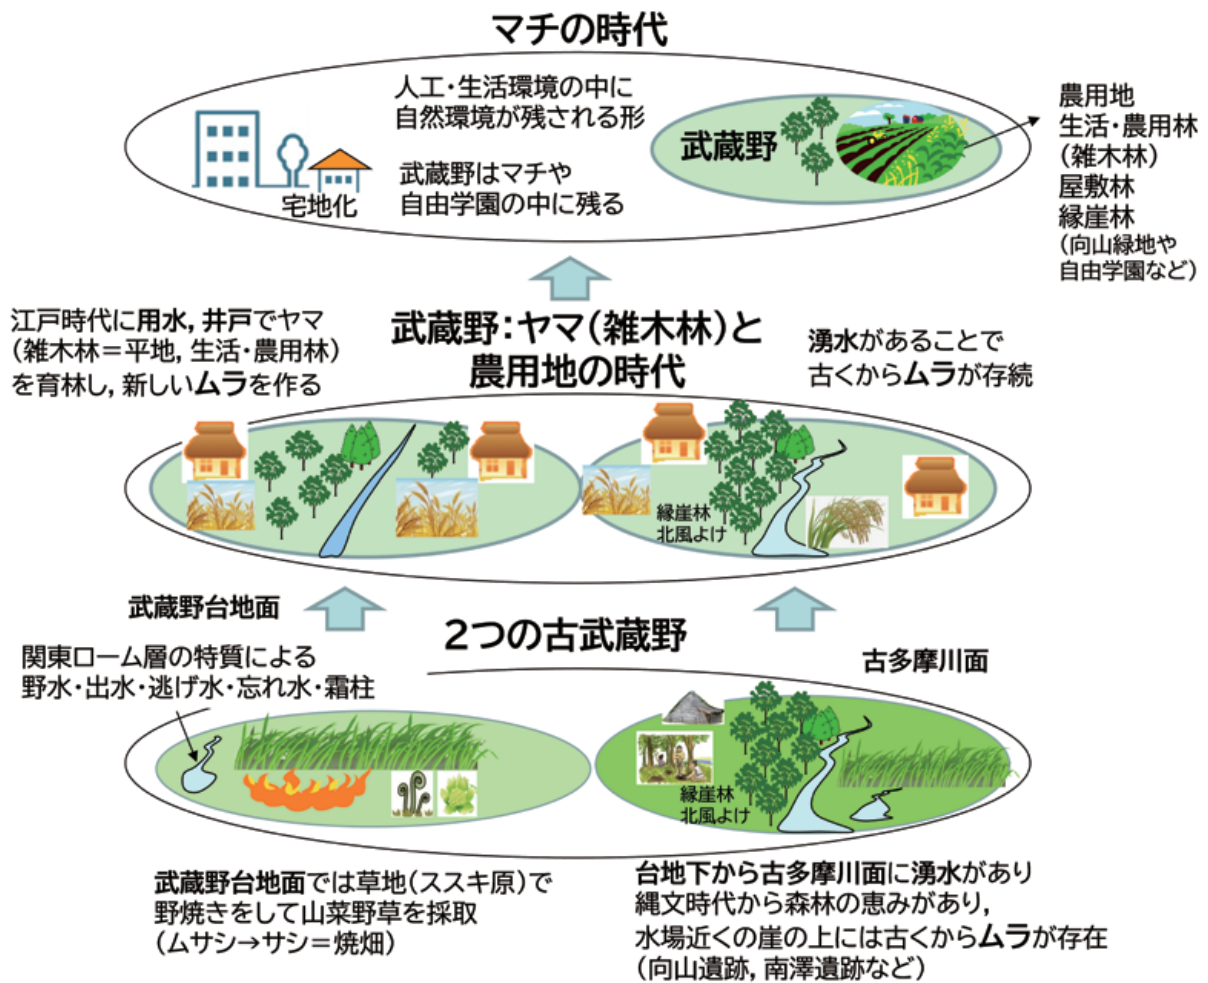 マチの時代
人工・生活環境の中に
自然環境が残される形
武蔵野はマチや
自由学園の中に残る
宅地化
武蔵野
農用地
生活・農用林
(雑木林)
屋敷林
縁崖林
(向山緑地や
自由学園など)
江戸時代に用水, 井戸でヤマ
(雑木林＝平地, 生活・農用林)
を育林し, 新しいムラを作る
武蔵野：ヤマ(雑木林)と
農用地の時代
湧水があることで
古くからムラが存続
縁崖林
北風よけ
武蔵野台地面
2つの古武蔵野
関東ローム層の特質による
野水・出水・逃げ水・忘れ水・霜柱
古多摩川面
縁崖林
北風よけ
武蔵野台地面では草地(ススキ原)で
野焼きをして山菜野草を採取
(ムサシ→サシ＝焼畑)
台地下から古多摩川面に湧水があり
縄文時代から森林の恵みがあり,
水場近くの崖の上には古くからムラが存在
(向山遺跡, 南澤遺跡など)